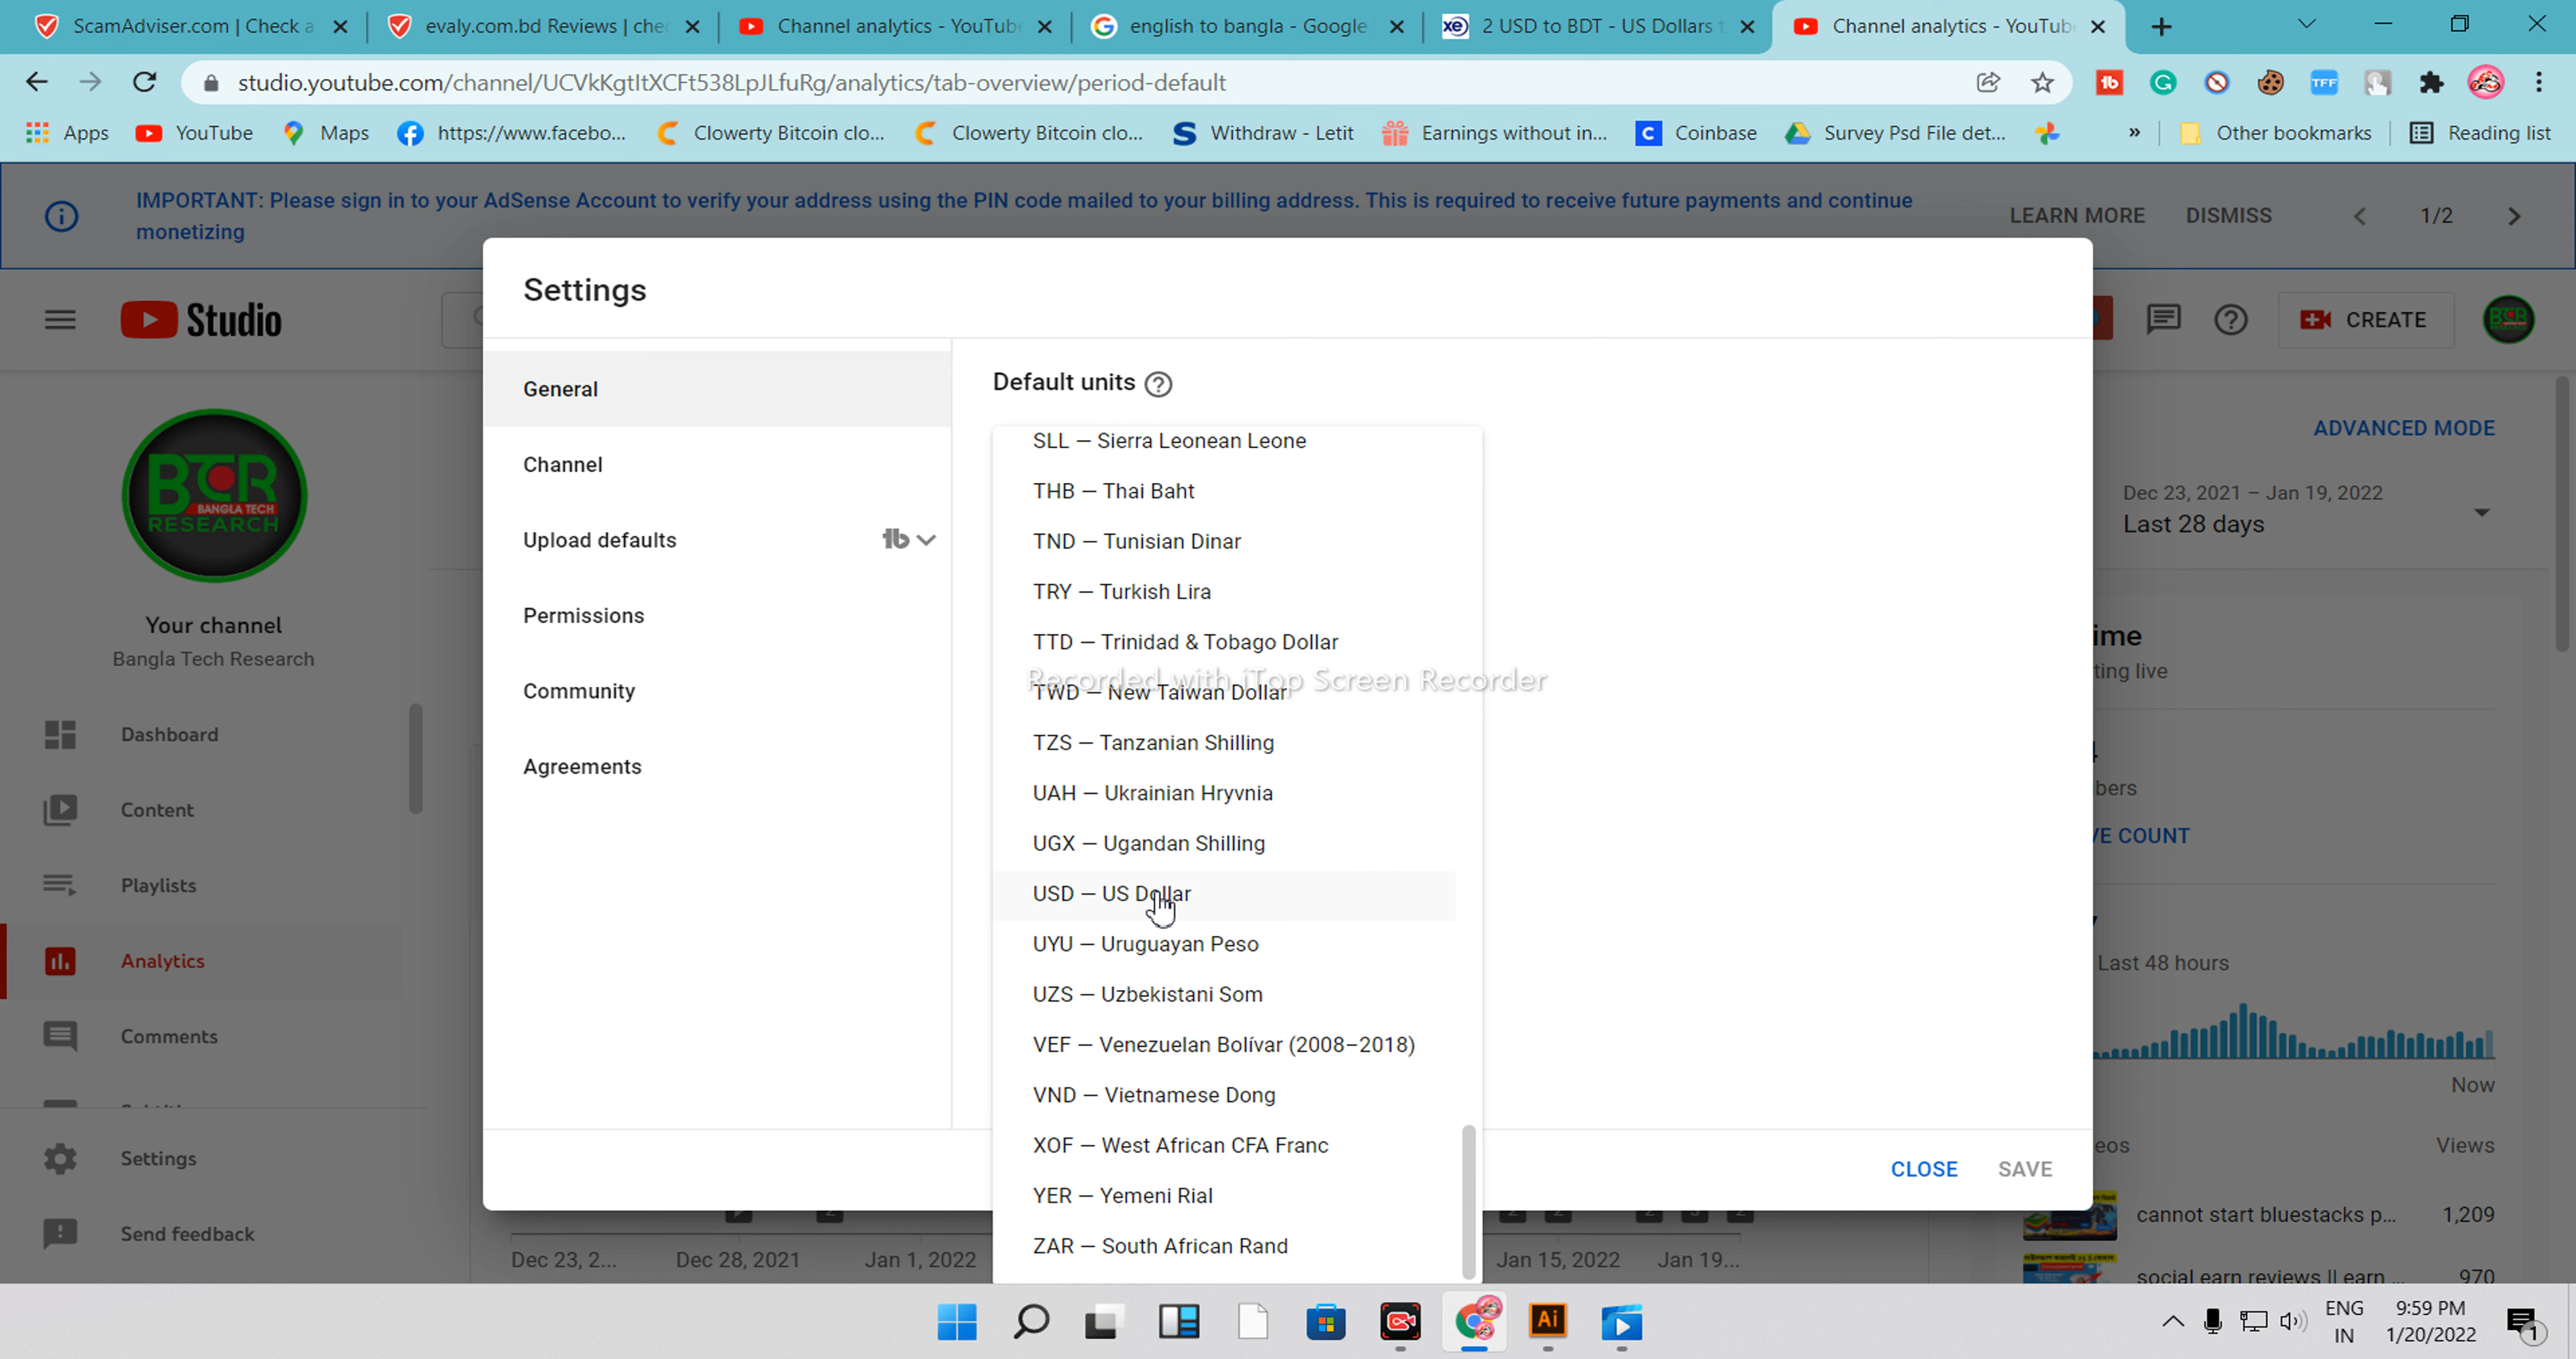 ScamAdviser.com | Check a
evaly.com.bd Reviews | chec
Channel analytics - YouTube
english to bangla - Google
2 USD to BDT - US Dollars t
Channel analytics - YouTub
studio.youtube.com/channel/UCVkKgtItXCFt538LpJLfuRg/analytics/tab-overview/period-default
Apps YouTube Maps https://www.facebo... Clowerty Bitcoin clo... Clowerty Bitcoin clo... Withdraw - Letit Earnings without in... Coinbase Survey Psd File det... » Other bookmarks Reading list
IMPORTANT: Please sign in to your AdSense Account to verify your address using the PIN code mailed to your billing address. This is required to receive future payments and continue
monetizing
LEARN MORE DISMISS 1/2
Studio
CREATE
BCR
BANGLA TECH
RESEARCH
Your channel
Bangla Tech Research
Dashboard
Content
Playlists
Analytics
Comments
Settings
Send feedback
Settings
General
Channel
Upload defaults
Permissions
Community
Agreements
Default units
SLL – Sierra Leonean Leone
THB – Thai Baht
TND – Tunisian Dinar
TRY – Turkish Lira
TTD – Trinidad & Tobago Dollar
Recorded with iTop Screen Recorder
TWD – New Taiwan Dollar
TZS – Tanzanian Shilling
UAH – Ukrainian Hryvnia
UGX – Ugandan Shilling
USD – US Dollar
UYU – Uruguayan Peso
UZS – Uzbekistani Som
VEF – Venezuelan Bolívar (2008–2018)
VND – Vietnamese Dong
XOF – West African CFA Franc
YER – Yemeni Rial
ZAR – South African Rand
CLOSE SAVE
ADVANCED MODE
Dec 23, 2021 – Jan 19, 2022
Last 28 days
ime
ting live
bers
VE COUNT
Last 48 hours
Now
eos Views
cannot start bluestacks p... 1,209
social earn reviews || earn ... 970
Dec 23, 2... Dec 28, 2021 Jan 1, 2022 Jan 15, 2022 Jan 19...
ENG
IN
9:59 PM
1/20/2022
1